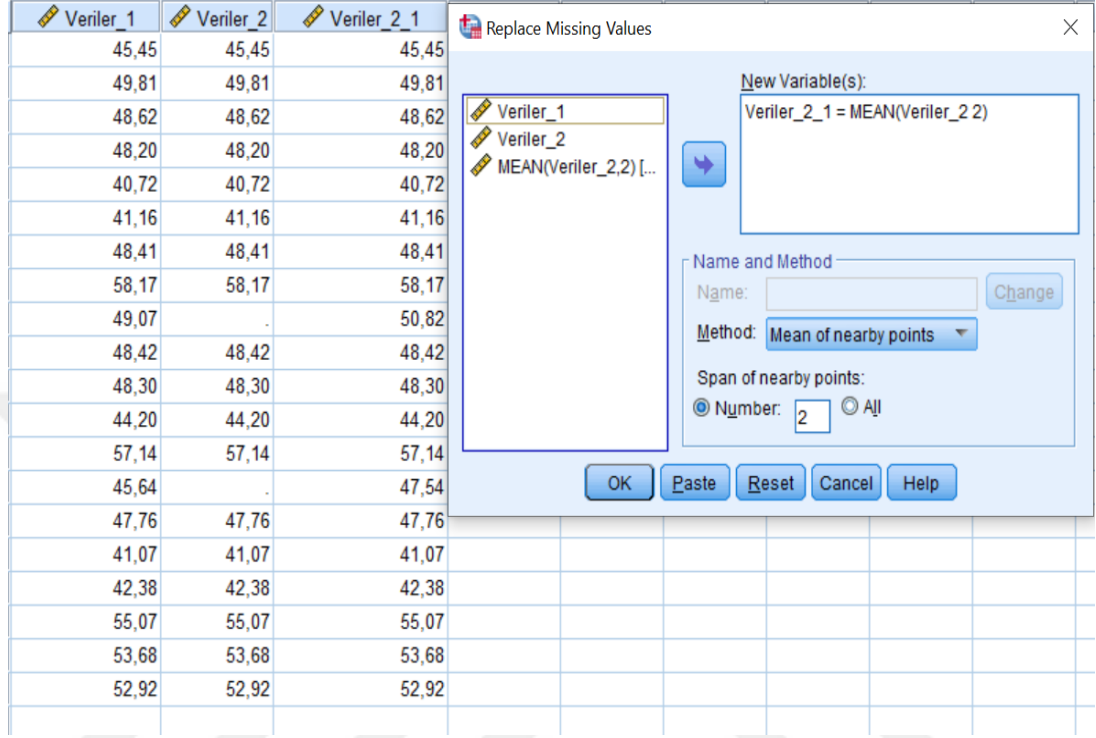 Veriler_1 Veriler_2 Veriler_2_1
45,45 45,45 45,45
49,81 49,81 49,81
48,62 48,62 48,62
48,20 48,20 48,20
40,72 40,72 40,72
41,16 41,16 41,16
48,41 48,41 48,41
58,17 58,17 58,17
49,07 . 50,82
48,42 48,42 48,42
48,30 48,30 48,30
44,20 44,20 44,20
57,14 57,14 57,14
45,64 . 47,54
47,76 47,76 47,76
41,07 41,07 41,07
42,38 42,38 42,38
55,07 55,07 55,07
53,68 53,68 53,68
52,92 52,92 52,92
Replace Missing Values
Veriler_1
Veriler_2
MEAN(Veriler_2,2) [...
New Variable(s):
Veriler_2_1 = MEAN(Veriler_2 2)
Name and Method
Name: Change
Method: Mean of nearby points
Span of nearby points:
Number: 2 All
OK Paste Reset Cancel Help